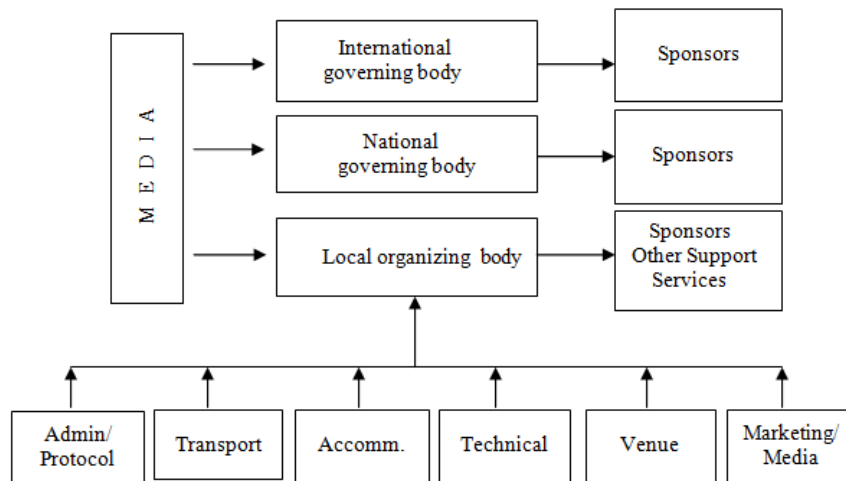 MEDIA
International
governing body
Sponsors
National
governing body
Sponsors
Local organizing body
Sponsors
Other Support
Services
Admin/
Protocol
Transport
Accomm.
Technical
Venue
Marketing/
Media